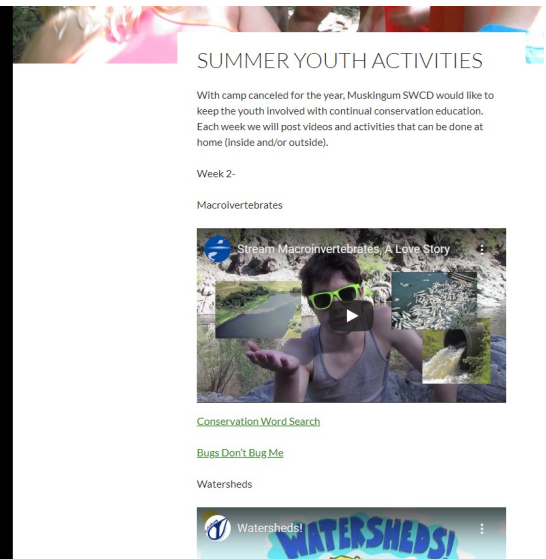 SUMMER YOUTH ACTIVITIES
With camp canceled for the year, Muskingum SWCD would like to
keep the youth involved with continual conservation education.
Each week we will post videos and activities that can be done at
home (inside and/or outside).
Week 2-
Macroivertebrates
Stream Macroinvertebrates, A Love Story
Conservation Word Search
Bugs Don't Bug Me
Watersheds
Watersheds!
WATERSHEDS!